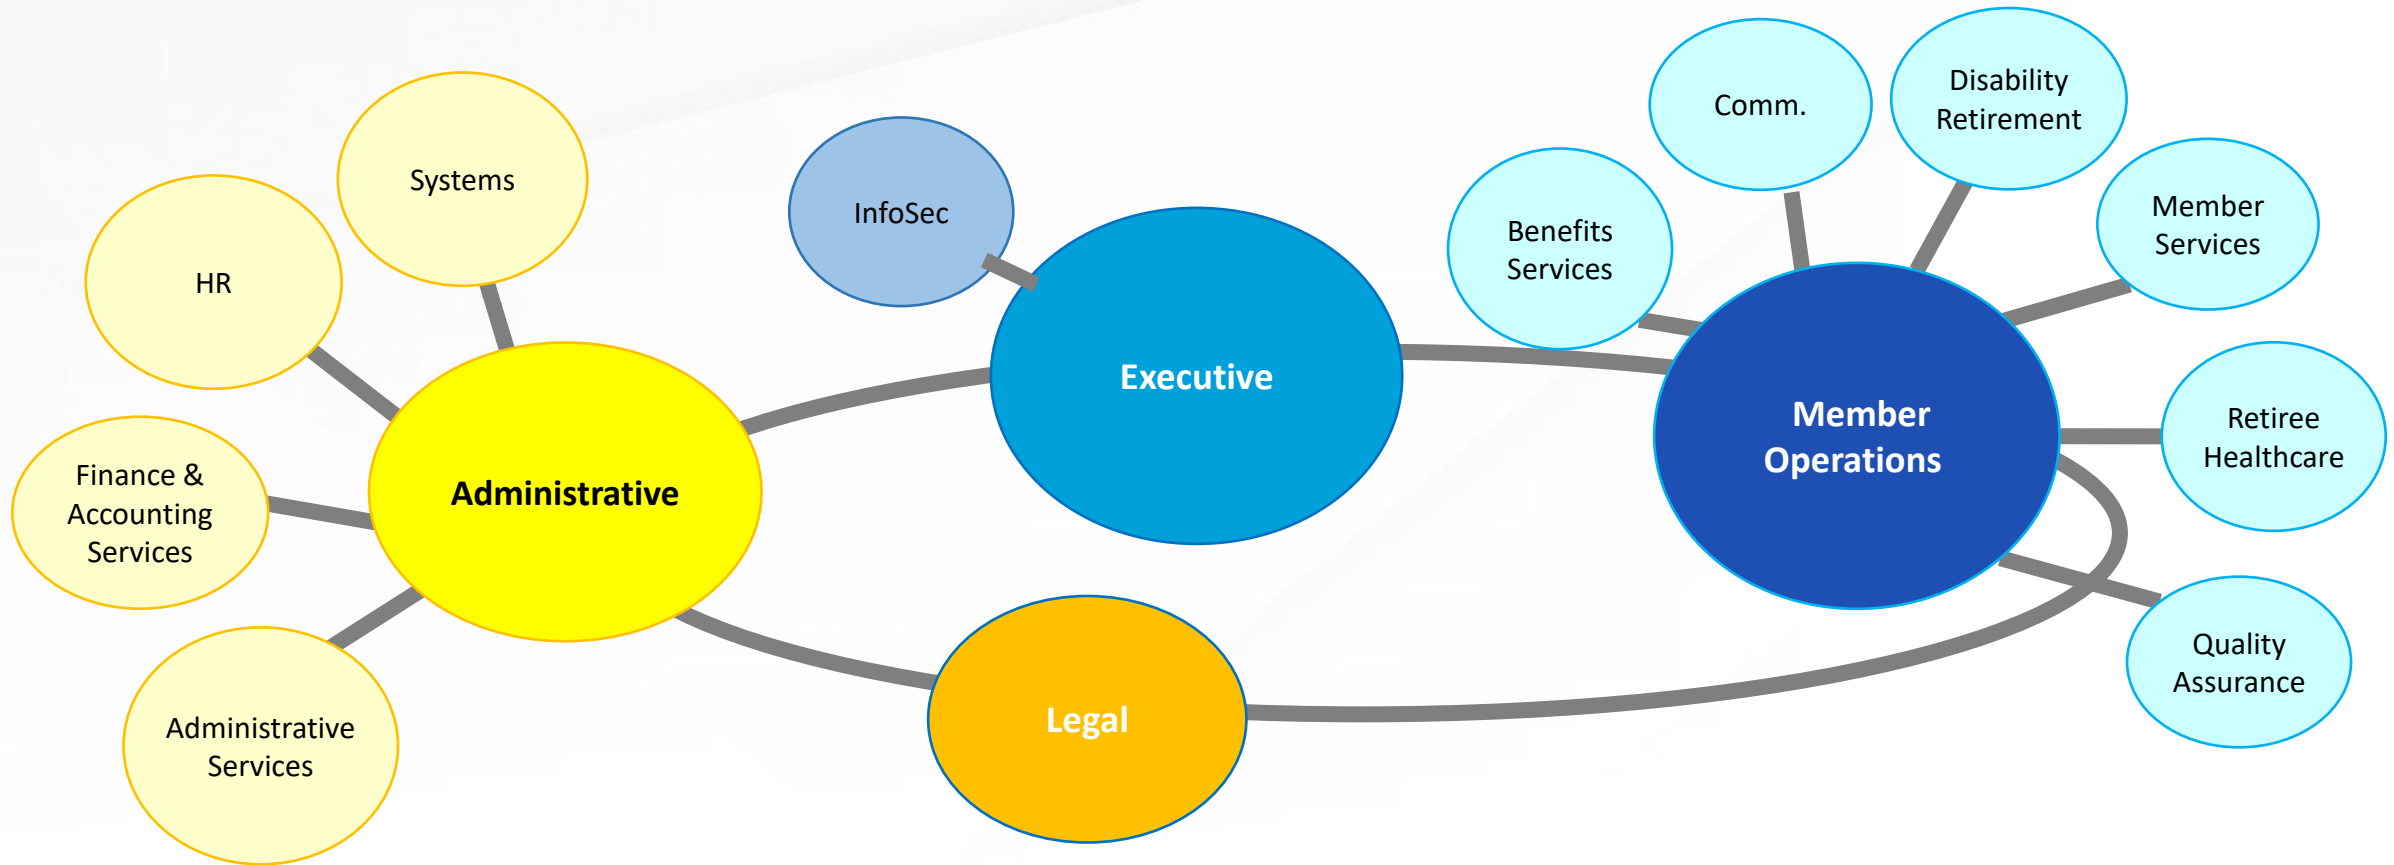 Systems
HR
Finance &
Accounting
Services
Administrative
Services
Administrative
InfoSec
Executive
Legal
Member
Operations
Benefits
Services
Comm.
Disability
Retirement
Member
Services
Retiree
Healthcare
Quality
Assurance